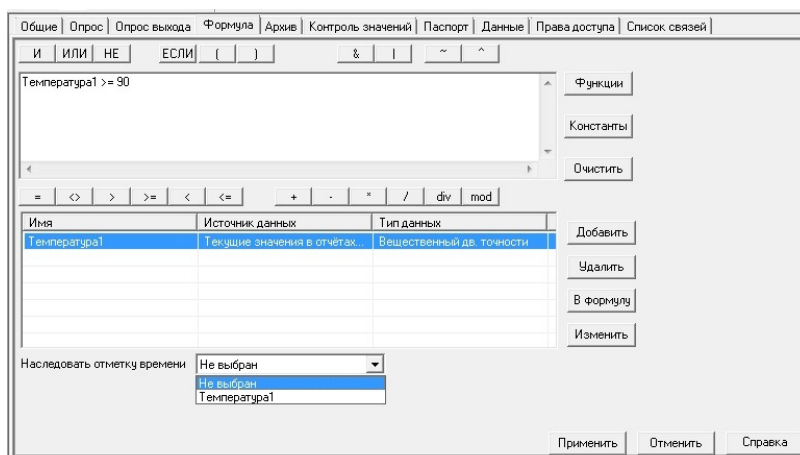 Общие Опрос Опрос выхода Формула Архив Контроль значений Паспорт Данные Права доступа Список связей
И ИЛИ НЕ ЕСЛИ ( ) & | ~ ^
Температура1 >= 90
Функции
Константы
Очистить
= <> > >= < <= + - * / div mod
Имя Источник данных Тип данных
Температура1 Текущие значения в отчётах... Вещественный дв. точности
Добавить
Удалить
В формулу
Изменить
Наследовать отметку времени Не выбран
Не выбран
Температура1
Применить Отменить Справка